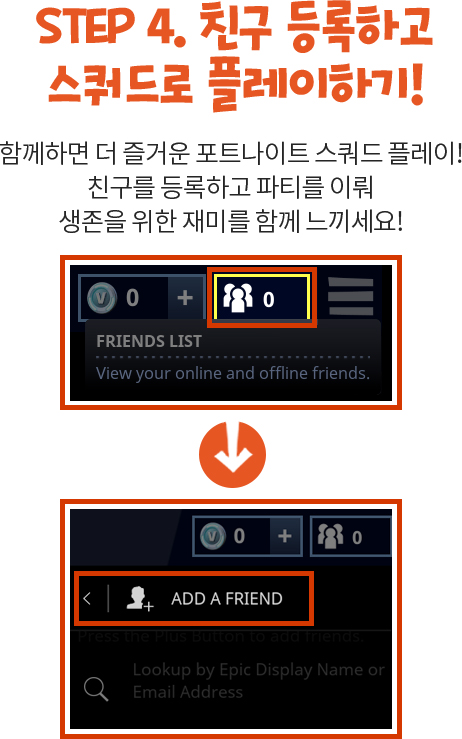 STEP 4. 친구 등록하고
스쿼드로 플레이하기!
함께하면 더 즐거운 포트나이트 스쿼드 플레이!
친구를 등록하고 파티를 이뤄
생존을 위한 재미를 함께 느끼세요!
V 0 + 0
FRIENDS LIST
View your online and offline friends.
V 0 + 0
ADD A FRIEND
Press the Plus Button to add friends.
Lookup by Epic Display Name or
Email Address